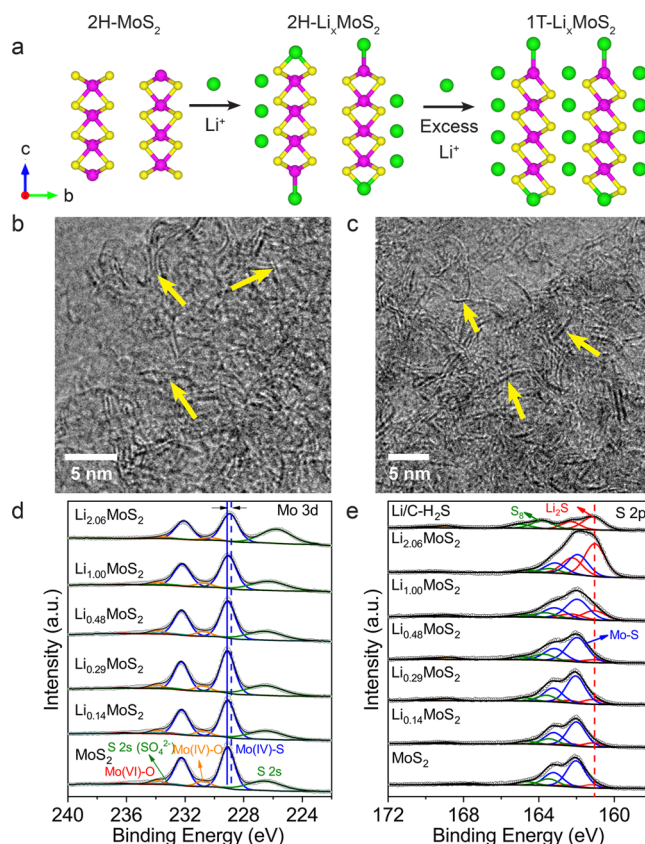 a
2H-MoS2
2H-LixMoS2
1T-LixMoS2
Li+
Excess
Li+
c
b
b
5 nm
c
5 nm
d
Mo 3d
Li2.06MoS2
Li1.00MoS2
Li0.48MoS2
Li0.29MoS2
Li0.14MoS2
MoS2
S 2s (SO42-)
Mo(VI)-O
Mo(IV)-O
Mo(IV)-S
S 2s
Intensity (a.u.)
240 236 232 228 224
Binding Energy (eV)
e
Li/C-H2S
S8
Li2S
S 2p
Li2.06MoS2
Li1.00MoS2
Li0.48MoS2
Mo-S
Li0.29MoS2
Li0.14MoS2
MoS2
Intensity (a.u.)
172 168 164 160
Binding Energy (eV)